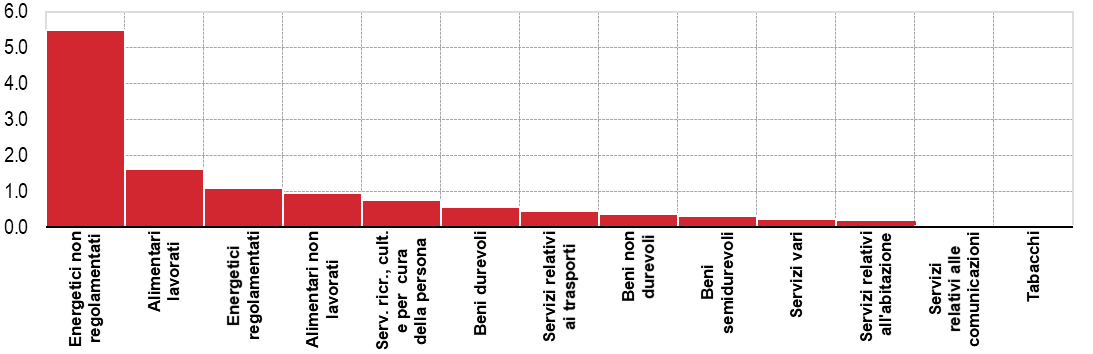 6.0
5.0
4.0
3.0
2.0
1.0
0.0
Energetici non
regolamentati
Alimentari
lavorati
Energetici
regolamentati
Alimentari non
lavorati
Serv. ricr., cult.
e per cura
della persona
Beni durevoli
Servizi relativi
ai trasporti
Beni non
durevoli
Beni
semidurevoli
Servizi vari
Servizi relativi
all'abitazione
Servizi
relativi alle
comunicazioni
Tabacchi